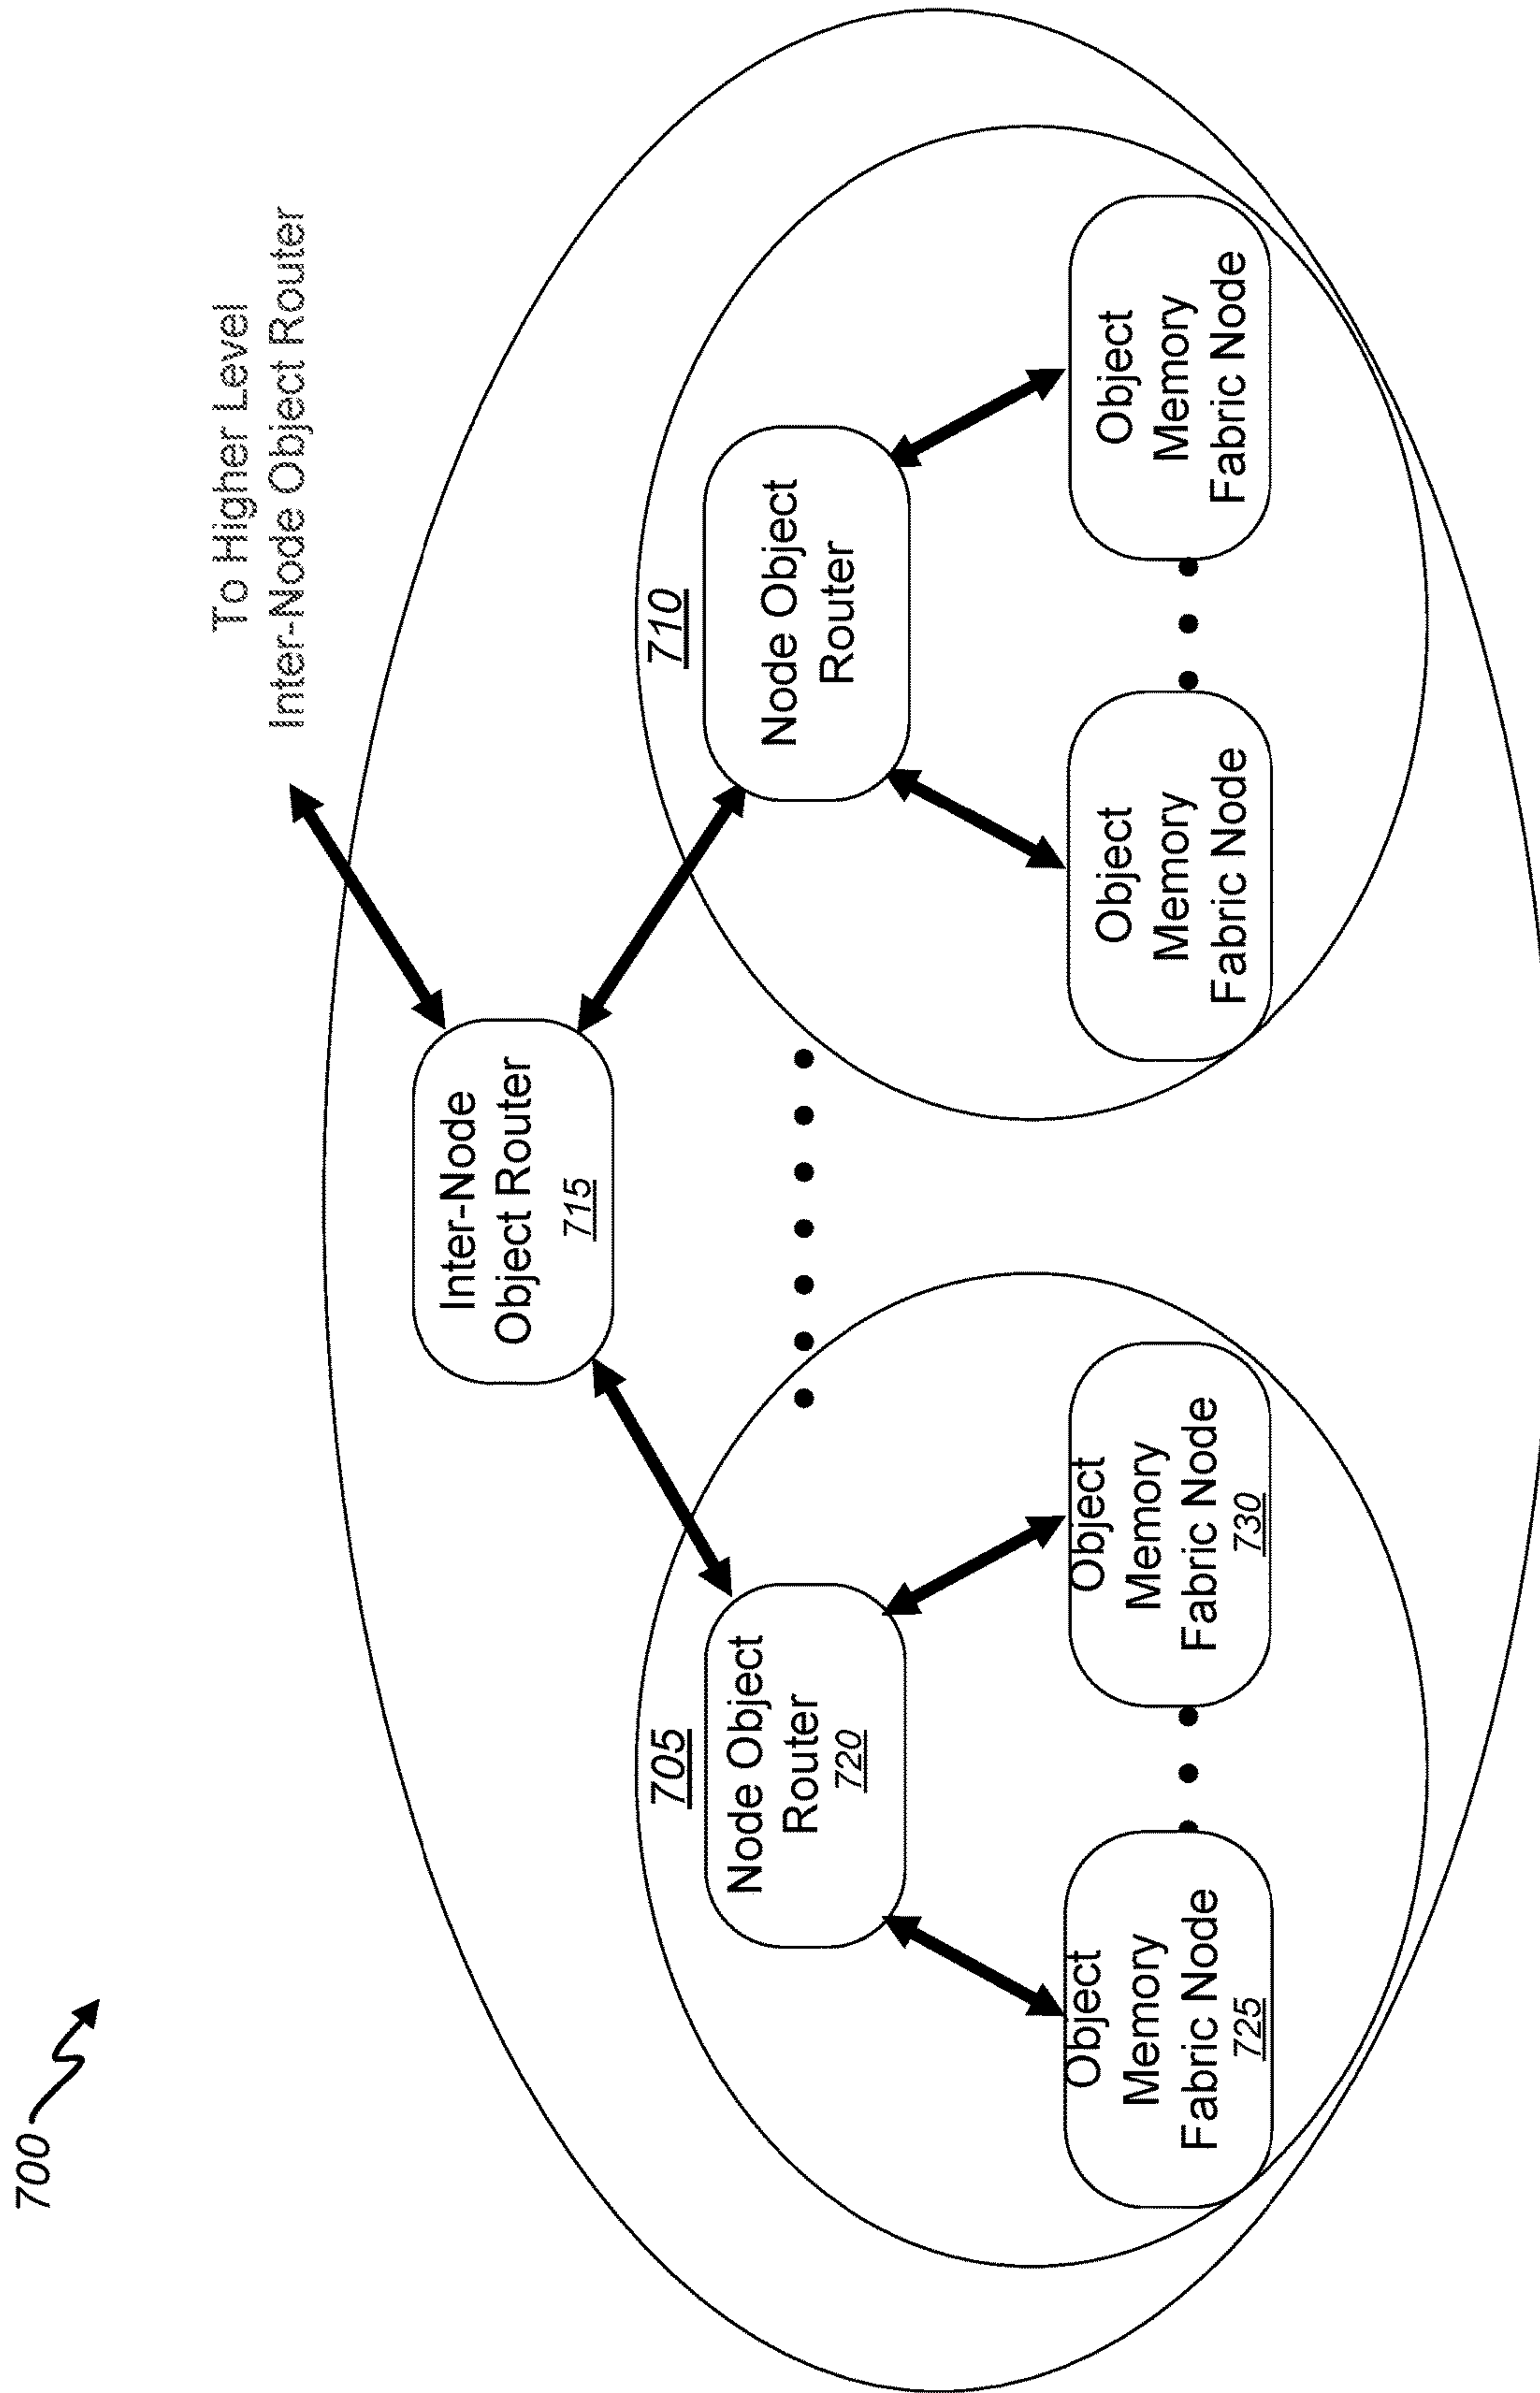 700
To Higher Level
Inter-Node Object Router
Inter-Node
Object Router
715
705
Node Object
Router
720
710
Node Object
Router
Object
Memory
Fabric Node
725
Object
Memory
Fabric Node
730
Object
Memory
Fabric Node
Object
Memory
Fabric Node